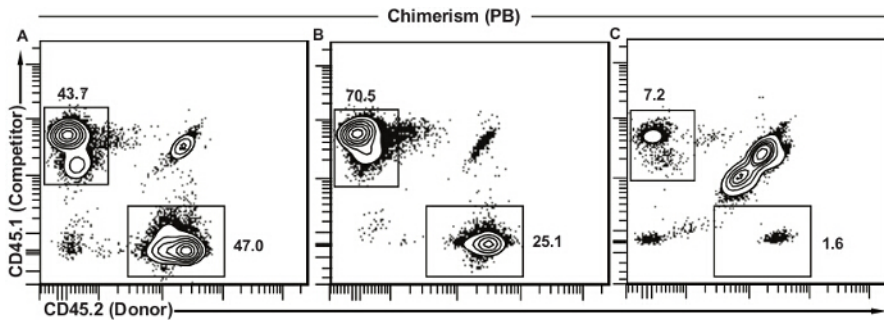 Chimerism (PB)
A
B
C
43.7
70.5
7.2
47.0
25.1
1.6
CD45.1 (Competitor)
CD45.2 (Donor)